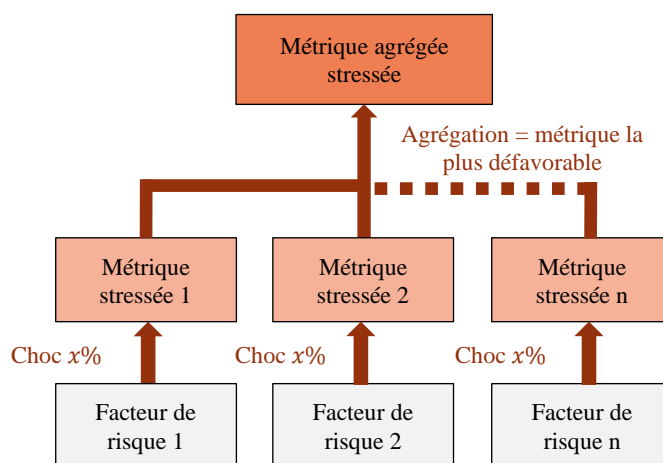 Métrique agrégée
stressée
Agrégation = métrique la
plus défavorable
Métrique
stressée 1
Métrique
stressée 2
Métrique
stressée n
Choc x%
Choc x%
Choc x%
Facteur de
risque 1
Facteur de
risque 2
Facteur de
risque n